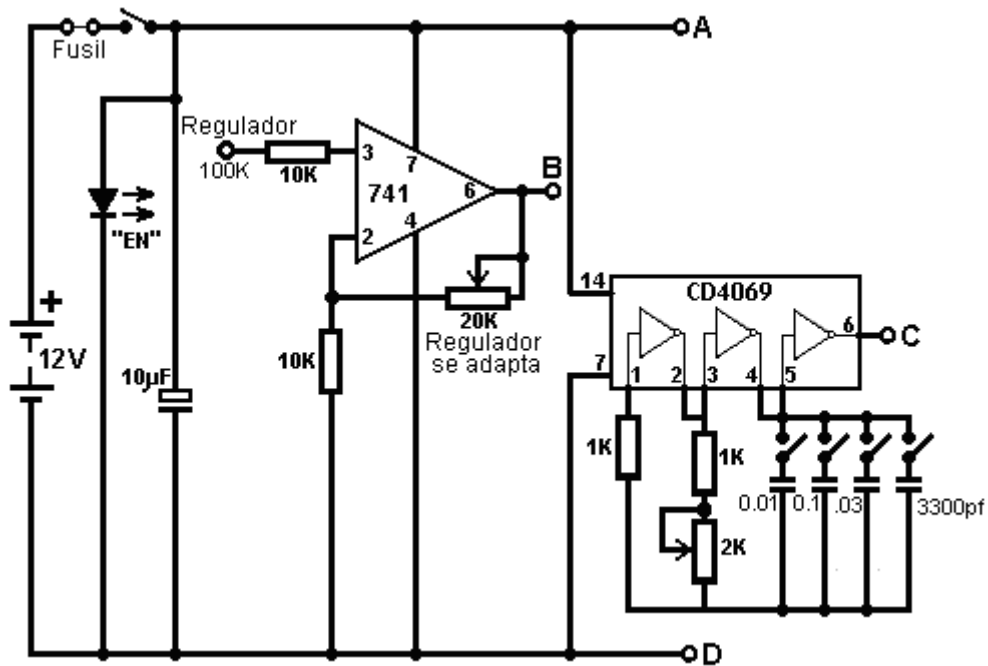 A
Fusil
Regulador
100K
10K
3
7
741
6
B
4
2
"EN"
+
12V
10µF
10K
20K
Regulador
se adapta
14
CD4069
6
C
7
1
2
3
4
5
1K
1K
2K
0.01
0.1
.03
3300pf
D